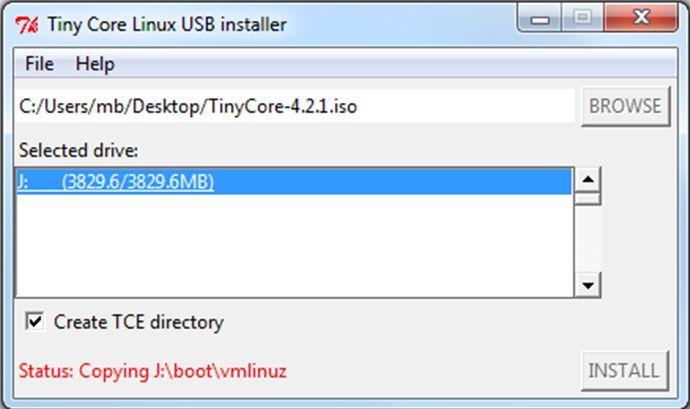 Tiny Core Linux USB installer
File Help
C:/Users/mb/Desktop/TinyCore-4.2.1.iso BROWSE
Selected drive:
J: (3829.6/3829.6MB)
Create TCE directory
Status: Copying J:\boot\vmlinuz INSTALL